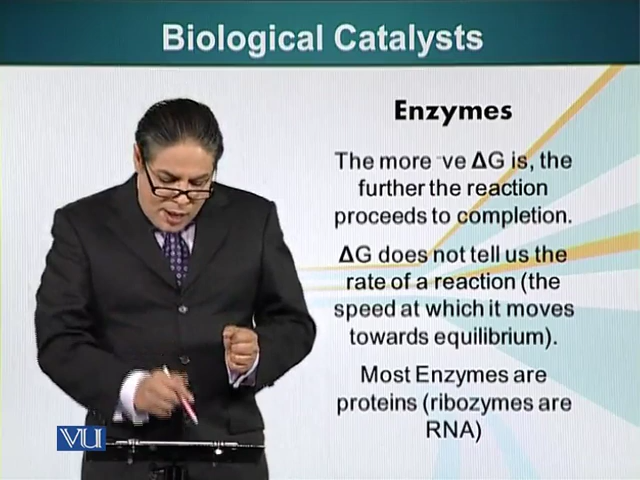 Biological Catalysts
Enzymes
The more -ve ΔG is, the
further the reaction
proceeds to completion.
ΔG does not tell us the
rate of a reaction (the
speed at which it moves
towards equilibrium).
Most Enzymes are
proteins (ribozymes are
RNA)
VU